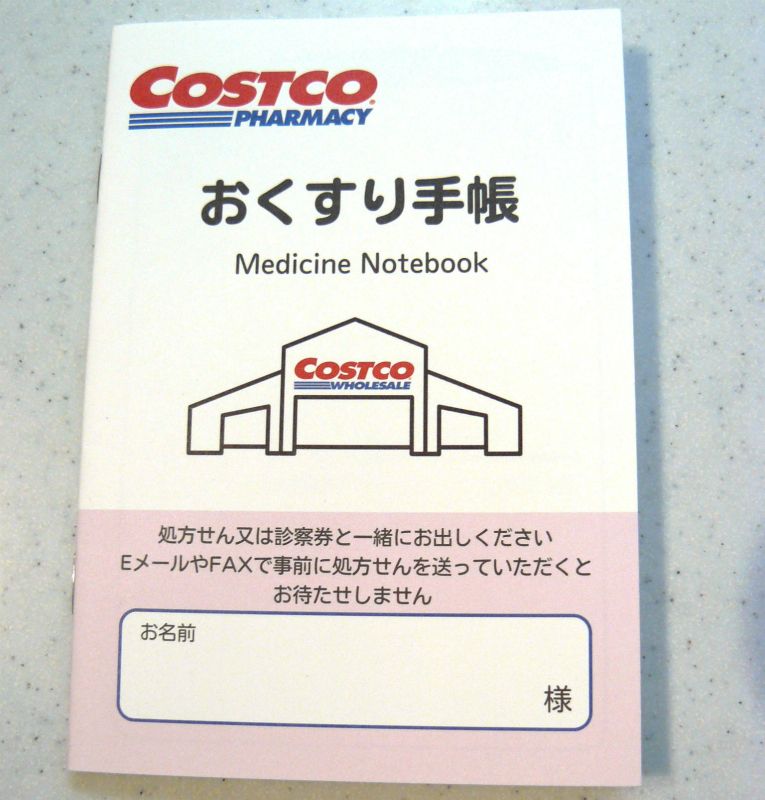 COSTCO
PHARMACY
おくすり手帳
Medicine Notebook
COSTCO
WHOLESALE
処方せん又は診察券と一緒にお出しください
EメールやFAXで事前に処方せんを送っていただくと
お待たせしません
お名前
様